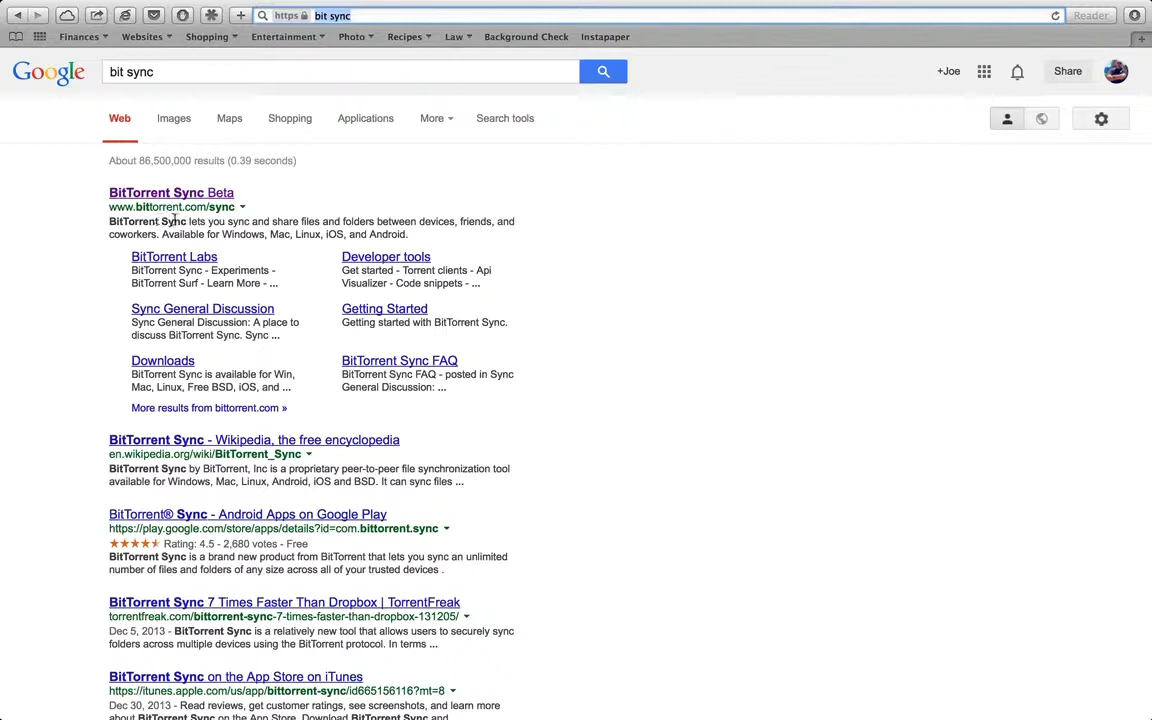 https bit sync Reader
Finances Websites Shopping Entertainment Photo Recipes Law Background Check Instapaper
Google bit sync +Joe Share
Web Images Maps Shopping Applications More Search tools
About 86,500,000 results (0.39 seconds)
BitTorrent Sync Beta
www.bittorrent.com/sync
BitTorrent Sync lets you sync and share files and folders between devices, friends, and
coworkers. Available for Windows, Mac, Linux, iOS, and Android.
BitTorrent Labs
BitTorrent Sync - Experiments -
BitTorrent Surf - Learn More - ...
Developer tools
Get started - Torrent clients - Api
Visualizer - Code snippets - ...
Sync General Discussion
Sync General Discussion: A place to
discuss BitTorrent Sync. Sync ...
Getting Started
Getting started with BitTorrent Sync.
Downloads
BitTorrent Sync is available for Win,
Mac, Linux, Free BSD, iOS, and ...
BitTorrent Sync FAQ
BitTorrent Sync FAQ - posted in Sync
General Discussion: ...
More results from bittorrent.com »
BitTorrent Sync - Wikipedia, the free encyclopedia
en.wikipedia.org/wiki/BitTorrent_Sync
BitTorrent Sync by BitTorrent, Inc is a proprietary peer-to-peer file synchronization tool
available for Windows, Mac, Linux, Android, iOS and BSD. It can sync files ...
BitTorrent® Sync - Android Apps on Google Play
https://play.google.com/store/apps/details?id=com.bittorrent.sync
★★★★★ Rating: 4.5 - 2,680 votes - Free
BitTorrent Sync is a brand new product from BitTorrent that lets you sync an unlimited
number of files and folders of any size across all of your trusted devices .
BitTorrent Sync 7 Times Faster Than Dropbox | TorrentFreak
torrentfreak.com/bittorrent-sync-7-times-faster-than-dropbox-131205/
Dec 5, 2013 - BitTorrent Sync is a relatively new tool that allows users to securely sync
folders across multiple devices using the BitTorrent protocol. In terms ...
BitTorrent Sync on the App Store on iTunes
https://itunes.apple.com/us/app/bittorrent-sync/id665156116?mt=8
Dec 30, 2013 - Read reviews, get customer ratings, see screenshots, and learn more
about BitTorrent Sync on the App Store. Download BitTorrent Sync and